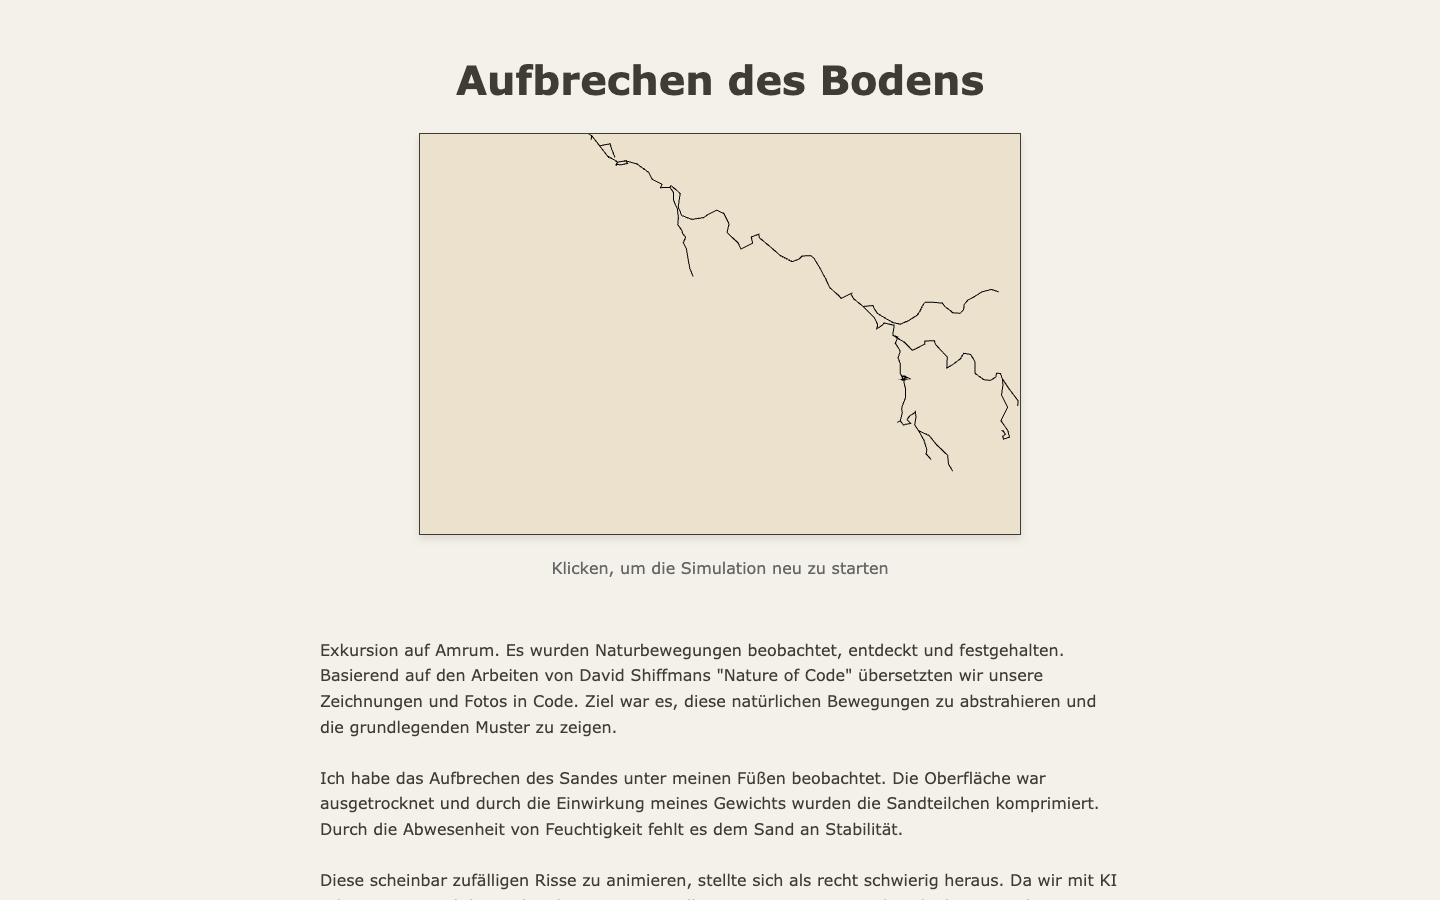 Aufbrechen des Bodens
Klicken, um die Simulation neu zu starten
Exkursion auf Amrum. Es wurden Naturbewegungen beobachtet, entdeckt und festgehalten.
Basierend auf den Arbeiten von David Shiffmans "Nature of Code" übersetzten wir unsere
Zeichnungen und Fotos in Code. Ziel war es, diese natürlichen Bewegungen zu abstrahieren und
die grundlegenden Muster zu zeigen.
Ich habe das Aufbrechen des Sandes unter meinen Füßen beobachtet. Die Oberfläche war
ausgetrocknet und durch die Einwirkung meines Gewichts wurden die Sandteilchen komprimiert.
Durch die Abwesenheit von Feuchtigkeit fehlt es dem Sand an Stabilität.
Diese scheinbar zufälligen Risse zu animieren, stellte sich als recht schwierig heraus. Da wir mit KI